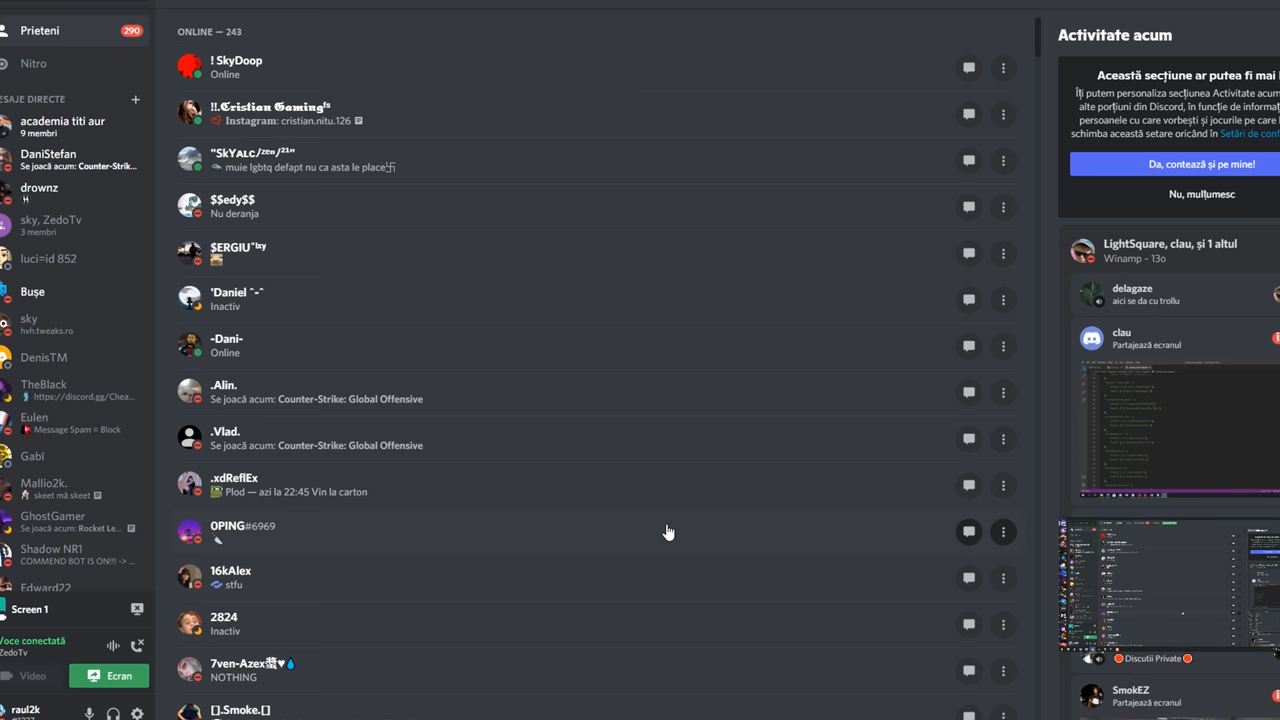 Prieteni
290
Nitro
ESAJE DIRECTE
academia titi aur
9 membri
DaniStefan
Se joacă acum: Counter-Strik...
drownz
sky, ZedoTv
3 membri
luci=id 852
Bușe
sky
hvh.tweaks.ro
DenisTM
TheBlack
https://discord.gg/Chea...
Eulen
Message Spam = Block
Gabi
Mallio2k.
skeet mă skeet
GhostGamer
Se joacă acum: Rocket Le...
Shadow NR1
COMMEND BOT IS ON!!! -> ...
Edward22
Screen 1
Voce conectată
ZedoTv
Video
Ecran
raul2k
ONLINE — 243
! SkyDoop
Online
!!.𝕮𝖗𝖎𝖘𝖙𝖎𝖆𝖓 𝕲𝖆𝖒𝖎𝖓𝖌ᶠˢ
𝐈𝐧𝐬𝐭𝐚𝐠𝐫𝐚𝐦: cristian.nitu.126
"SkYᴀʟᴄ/ᶻᵉⁿ/²¹"
muie lgbtq defapt nu ca asta le place卐
$$edy$$
Nu deranja
$ERGIU"ˡˣʸ
'Daniel ˆ-ˆ
Inactiv
-Dani-
Online
.Alin.
Se joacă acum: Counter-Strike: Global Offensive
.Vlad.
Se joacă acum: Counter-Strike: Global Offensive
.xdReflEx
Plod — azi la 22:45 Vin la carton
0PING#6969
16kAlex
stfu
2824
Inactiv
7ven-Azex♥💧
NOTHING
[].Smoke.[]
Activitate acum
Această secțiune ar putea fi mai
Îți putem personaliza secțiunea Activitate acum
alte porțiuni din Discord, în funcție de informaț
persoanele cu care vorbești și jocurile pe care
schimba această setare oricând în Setări de conf
Da, contează și pe mine!
Nu, mulțumesc
LightSquare, clau, și 1 altul
Winamp – 13o
delagaze
aici se da cu trollu
clau
Partajează ecranul
Discutii Private
SmokEZ
Partajează ecranul